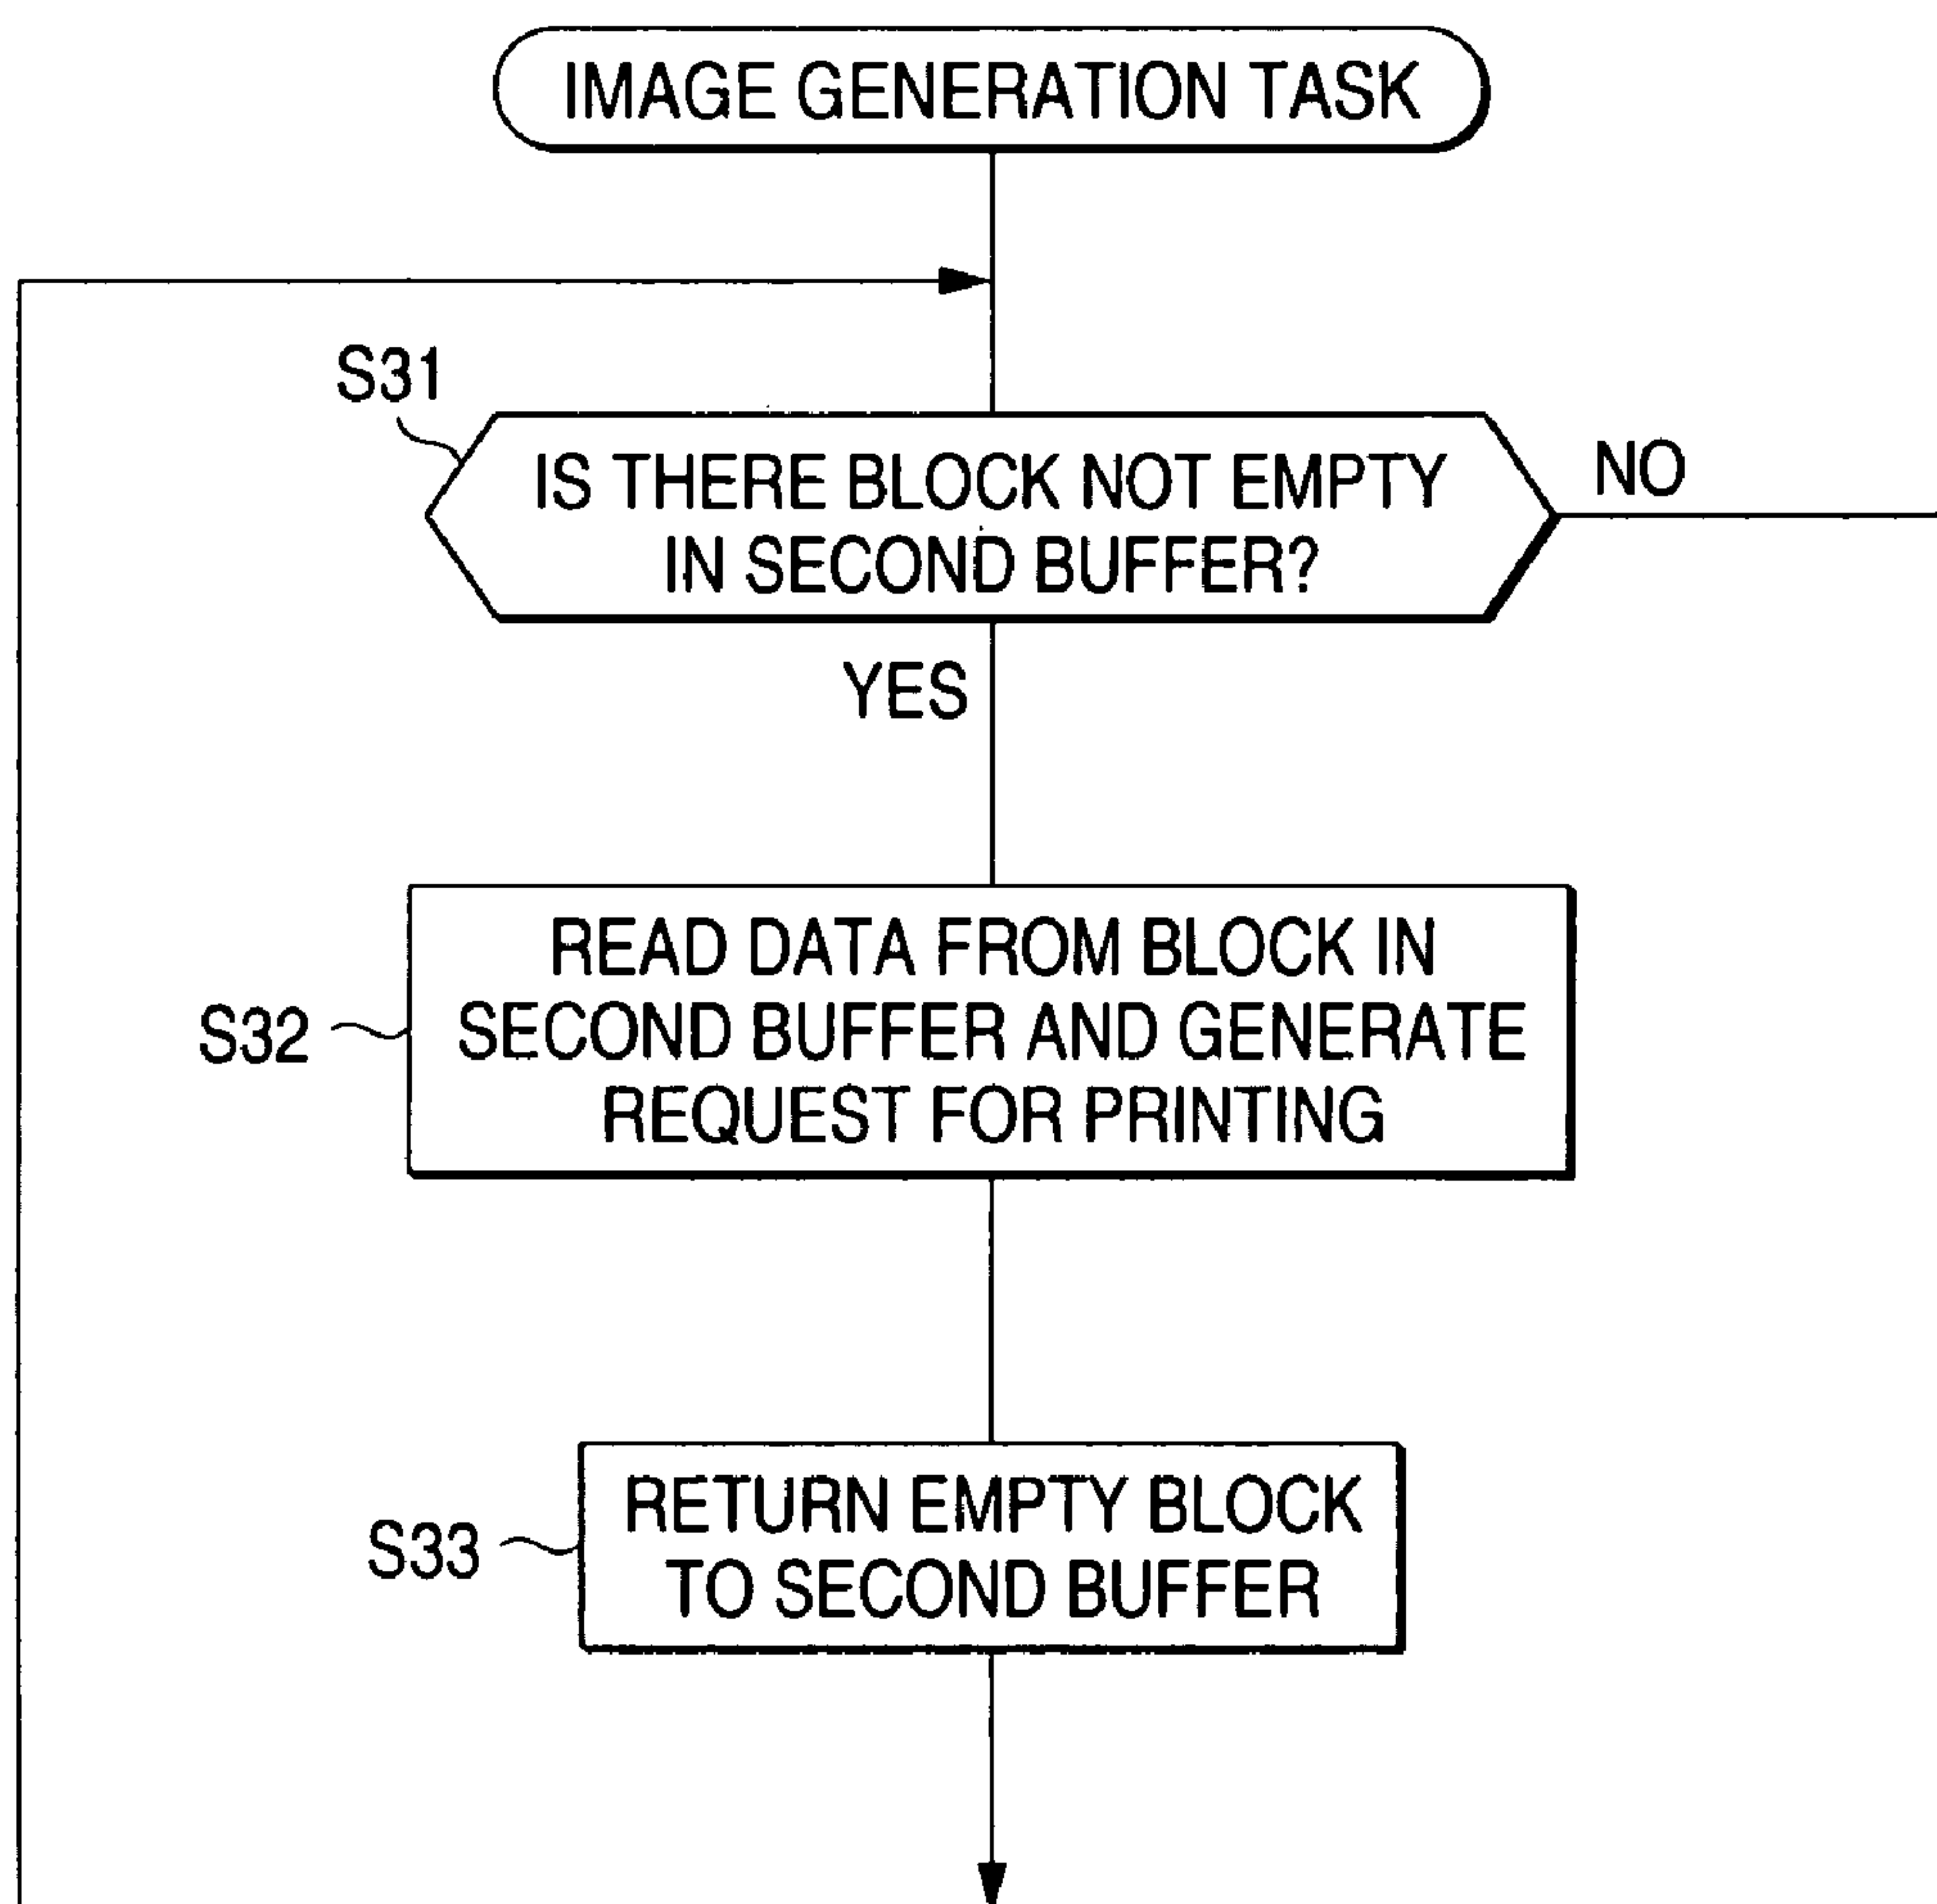 IMAGE GENERATION TASK
S31
IS THERE BLOCK NOT EMPTY
IN SECOND BUFFER?
NO
YES
READ DATA FROM BLOCK IN
SECOND BUFFER AND GENERATE
REQUEST FOR PRINTING
S32
RETURN EMPTY BLOCK
TO SECOND BUFFER
S33